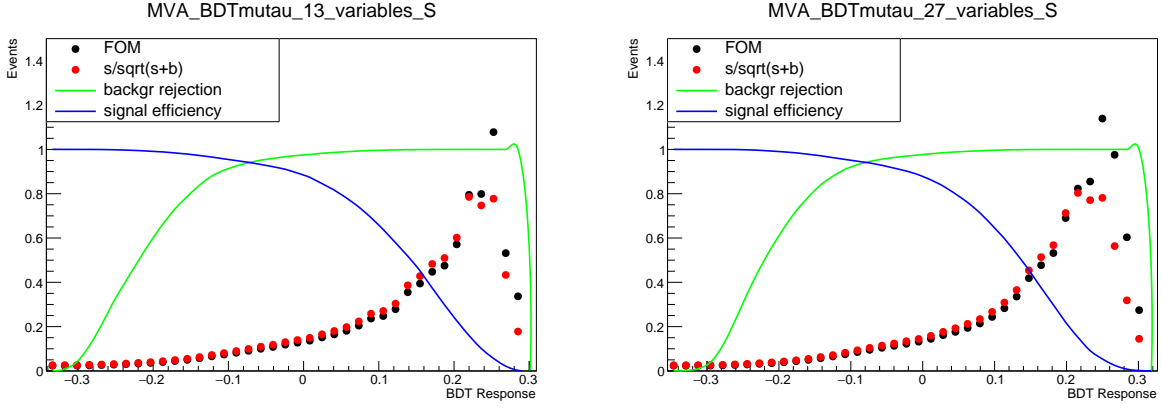 MVA_BDTmutau_13_variables_S
Events
FOM
s/sqrt(s+b)
backgr rejection
signal efficiency
1.4
1.2
1
0.8
0.6
0.4
0.2
0
−0.3 −0.2 −0.1 0 0.1 0.2 0.3
BDT Response
MVA_BDTmutau_27_variables_S
Events
FOM
s/sqrt(s+b)
backgr rejection
signal efficiency
1.4
1.2
1
0.8
0.6
0.4
0.2
0
−0.3 −0.2 −0.1 0 0.1 0.2 0.3
BDT Response